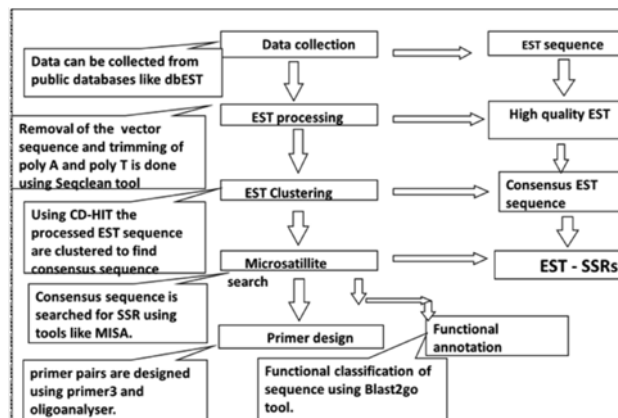 Data collection
EST sequence
Data can be collected from
public databases like dbEST
EST processing
High quality EST
Removal of the vector
sequence and trimming of
poly A and poly T is done
using Seqclean tool
EST Clustering
Consensus EST
sequence
Using CD-HIT the
processed EST sequence
are clustered to find
consensus sequence
Microsatillite
search
EST - SSRs
Consensus sequence is
searched for SSR using
tools like MISA.
Primer design
Functional
annotation
primer pairs are designed
using primer3 and
oligoanalyser.
Functional classification of
sequence using Blast2go
tool.